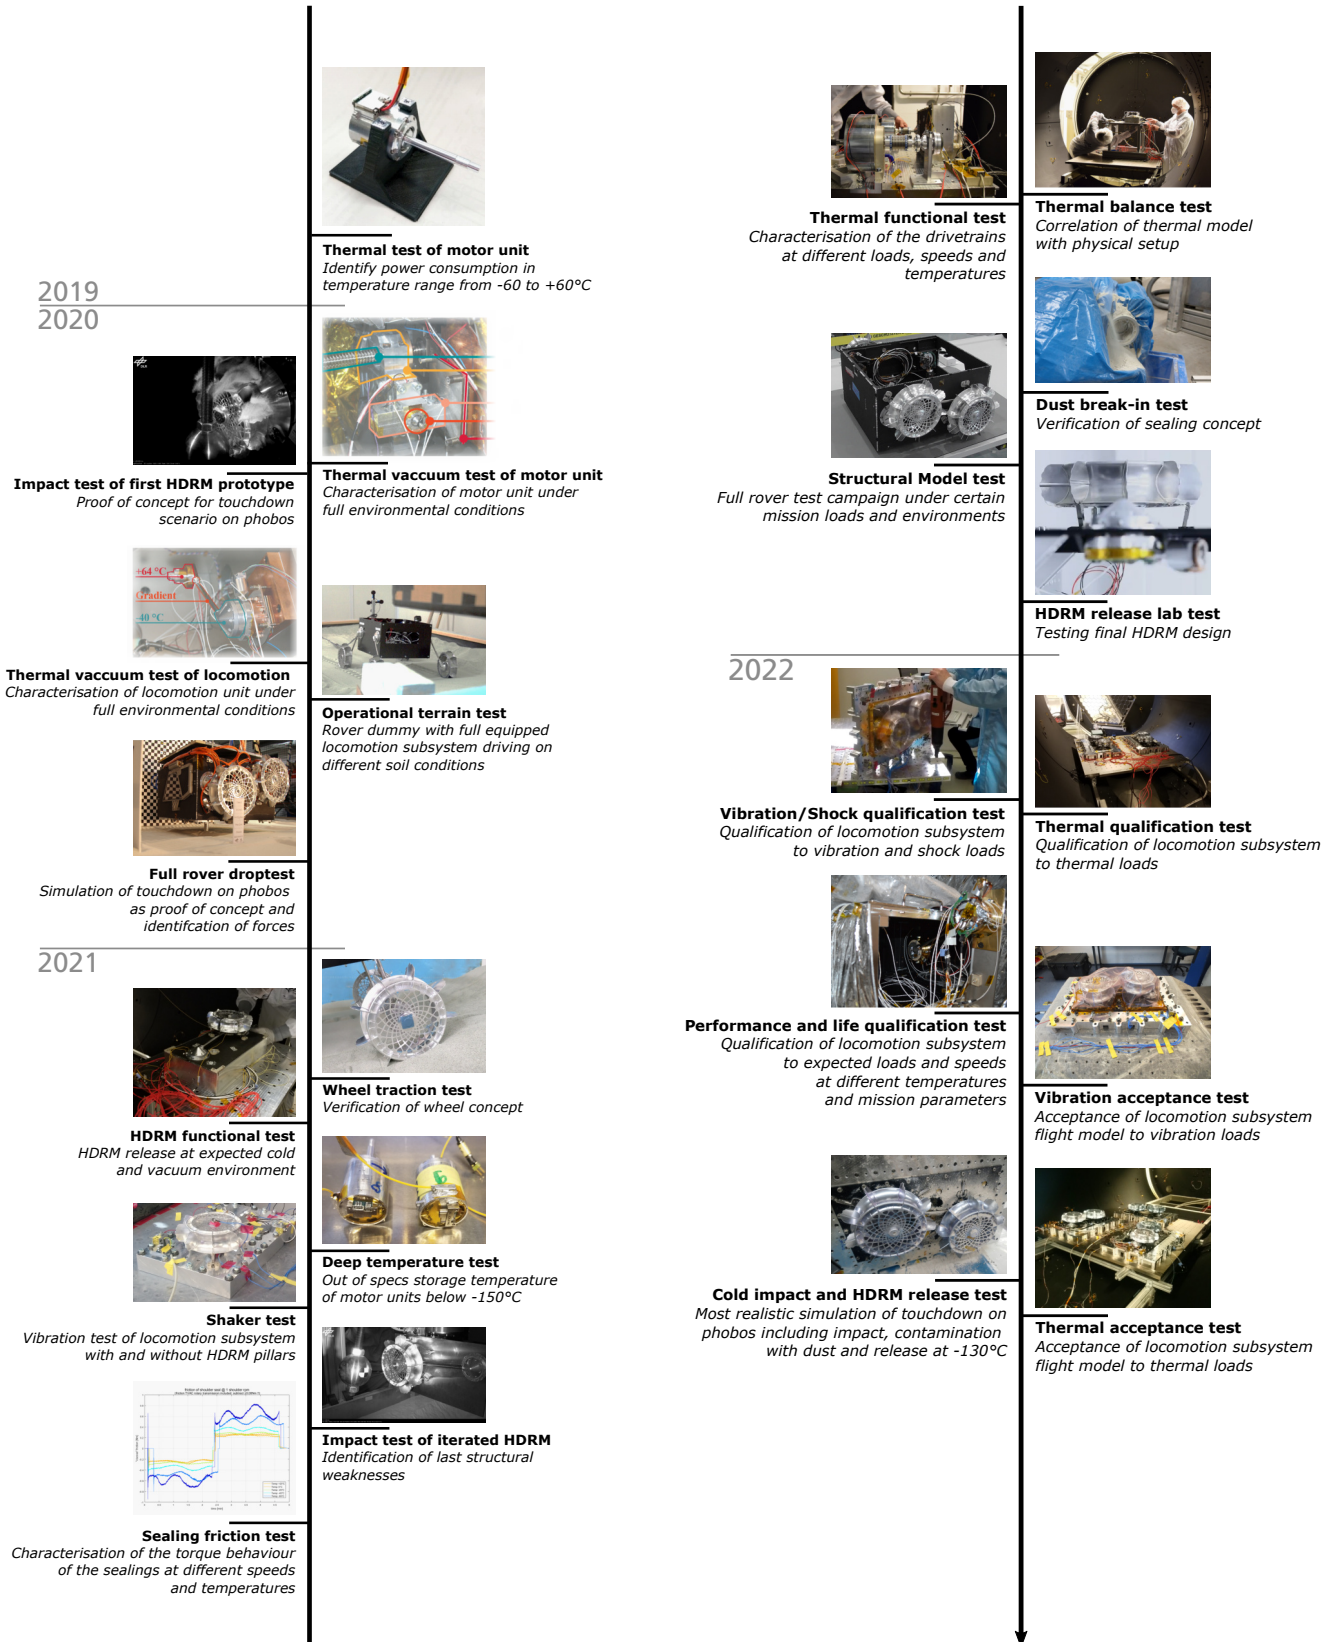 Thermal test of motor unit
Identify power consumption in
temperature range from -60 to +60°C
2019
2020
DLR
Impact test of first HDRM prototype
Proof of concept for touchdown
scenario on phobos
Thermal vaccuum test of motor unit
Characterisation of motor unit under
full environmental conditions
+64 °C
Gradient
-40 °C
Thermal vaccuum test of locomotion
Characterisation of locomotion unit under
full environmental conditions
Operational terrain test
Rover dummy with full equipped
locomotion subsystem driving on
different soil conditions
Full rover droptest
Simulation of touchdown on phobos
as proof of concept and
identifcation of forces
2021
Wheel traction test
Verification of wheel concept
HDRM functional test
HDRM release at expected cold
and vacuum environment
Deep temperature test
Out of specs storage temperature
of motor units below -150°C
Shaker test
Vibration test of locomotion subsystem
with and without HDRM pillars
Impact test of iterated HDRM
Identification of last structural
weaknesses
Sealing friction test
Characterisation of the torque behaviour
of the sealings at different speeds
and temperatures
Thermal balance test
Correlation of thermal model
with physical setup
Thermal functional test
Characterisation of the drivetrains
at different loads, speeds and
temperatures
Dust break-in test
Verification of sealing concept
Structural Model test
Full rover test campaign under certain
mission loads and environments
HDRM release lab test
Testing final HDRM design
2022
Vibration/Shock qualification test
Qualification of locomotion subsystem
to vibration and shock loads
Thermal qualification test
Qualification of locomotion subsystem
to thermal loads
Performance and life qualification test
Qualification of locomotion subsystem
to expected loads and speeds
at different temperatures
and mission parameters
Vibration acceptance test
Acceptance of locomotion subsystem
flight model to vibration loads
Cold impact and HDRM release test
Most realistic simulation of touchdown on
phobos including impact, contamination
with dust and release at -130°C
Thermal acceptance test
Acceptance of locomotion subsystem
flight model to thermal loads